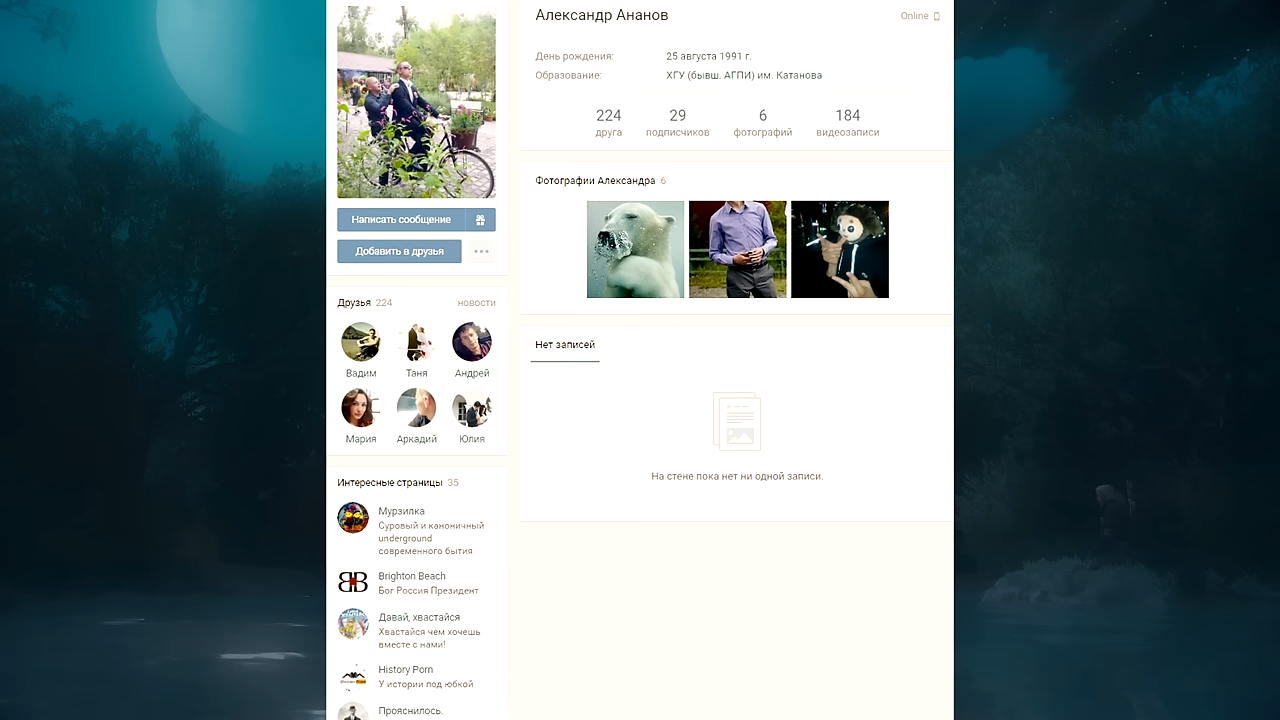 Александр Ананов
Online
День рождения: 25 августа 1991 г.
Образование: ХГУ (бывш. АГПИ) им. Катанова
224 29 6 184
друга подписчиков фотографий видеозаписи
Написать сообщение
Добавить в друзья
Друзья 224 новости
Вадим Таня Андрей
Мария Аркадий Юлия
Интересные страницы 35
Мурзилка
Суровый и каноничный
underground
современного бытия
Brighton Beach
Бог Россия Президент
Давай, хвастайся
Хвастайся чем хочешь
вместе с нами!
History Porn
У истории под юбкой
Прояснилось.
Фотографии Александра 6
Нет записей
На стене пока нет ни одной записи.